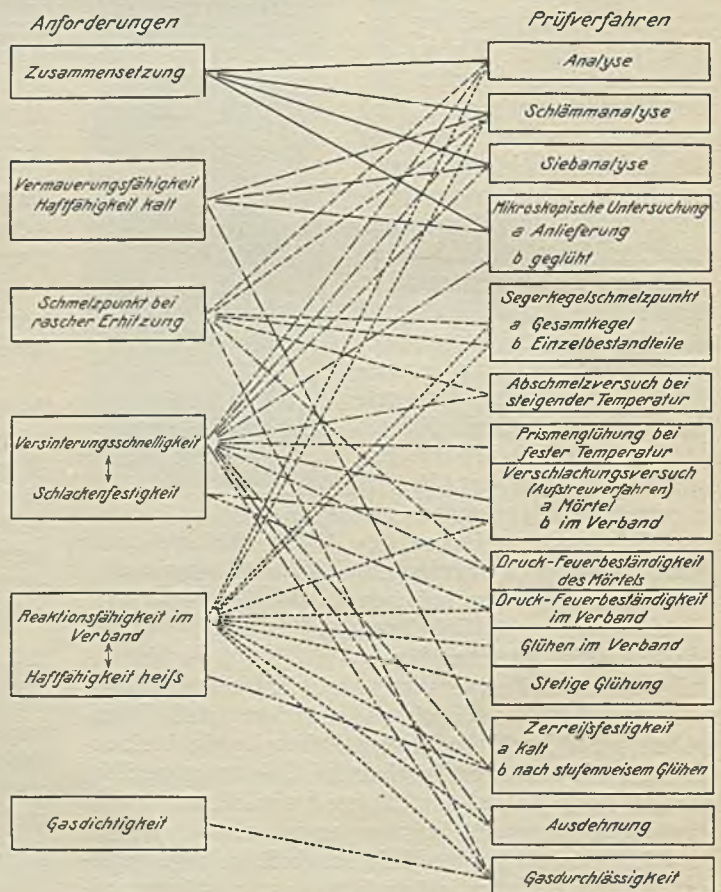 Anforderungen
Zusammensetzung
Vermauerungsfähigkeit
Haftfähigkeit kalt
Schmelzpunkt bei
rascher Erhitzung
Versinterungsschnelligkeit
Schlackenfestigkeit
Reaktionsfähigkeit im
Verband
Haftfähigkeit heifs
Gasdichtigkeit
Prüfverfahren
Analyse
Schlämmanalyse
Siebanalyse
Mikroskopische Untersuchung
a Anlieferung
b geglüht
Segerkegelschmelzpunkt
a Gesamtkegel
b Einzelbestandteile
Abschmelzversuch bei
steigender Temperatur
Prismenglühung bei
fester Temperatur
Verschlackungsversuch
(Aufstreuverfahren)
a Mörtel
b im Verband
Druck-Feuerbeständigkeit
des Mörtels
Druck-Feuerbeständigkeit
im Verband
Glühen im Verband
Stetige Glühung
Zerreifsfestigkeit
a kalt
b nach stufenweisem Glühen
Ausdehnung
Gasdurchlässigkeit